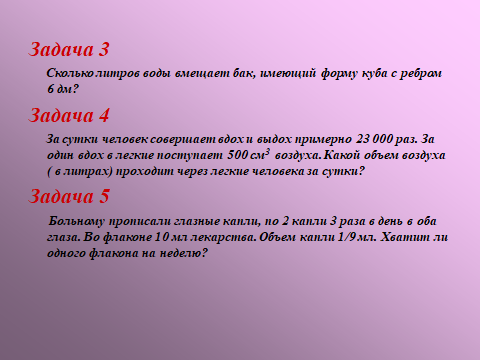 Задача 3
Сколько литров воды вмещает бак, имеющий форму куба с ребром
6 дм?
Задача 4
За сутки человек совершает вдох и выдох примерно 23 000 раз. За
один вдох в легкие поступает 500 см³ воздуха. Какой объем воздуха
( в литрах) проходит через легкие человека за сутки?
Задача 5
Больному прописали глазные капли, по 2 капли 3 раза в день в оба
глаза. Во флаконе 10 мл лекарства. Объем капли 1/9 мл. Хватит ли
одного флакона на неделю?